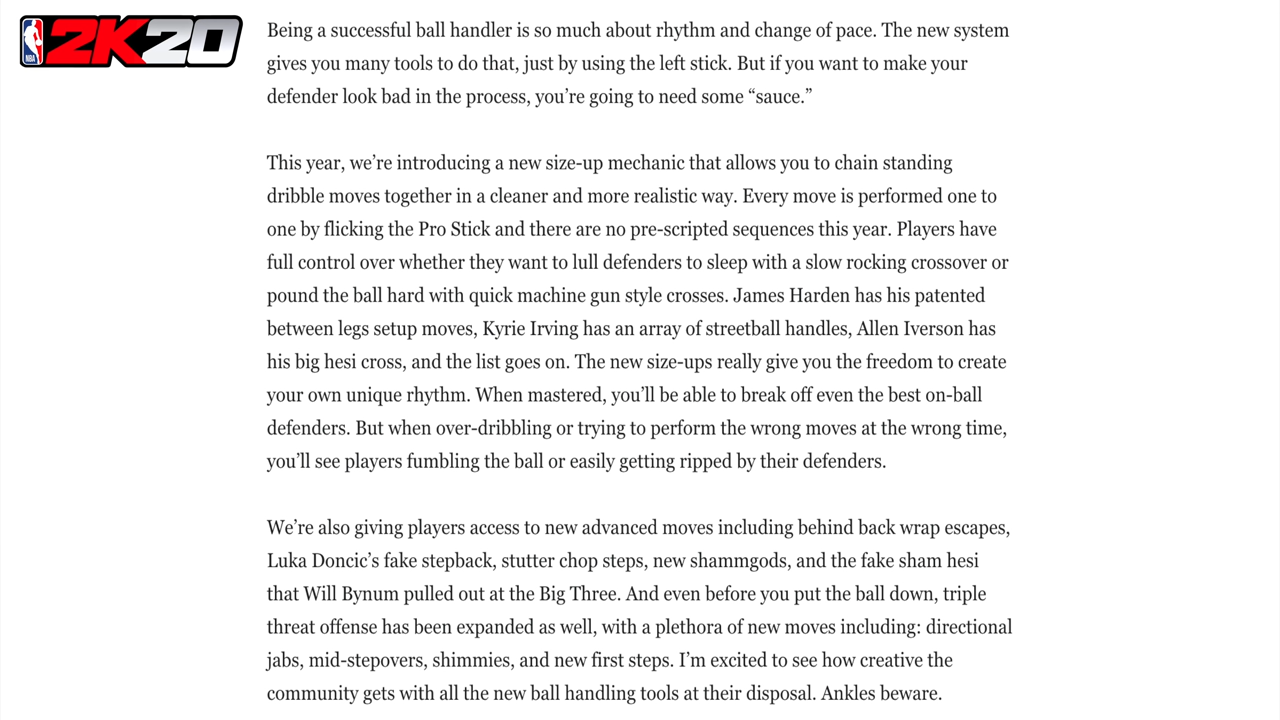 NBA
2K20
Being a successful ball handler is so much about rhythm and change of pace. The new system
gives you many tools to do that, just by using the left stick. But if you want to make your
defender look bad in the process, you’re going to need some “sauce.”
This year, we’re introducing a new size-up mechanic that allows you to chain standing
dribble moves together in a cleaner and more realistic way. Every move is performed one to
one by flicking the Pro Stick and there are no pre-scripted sequences this year. Players have
full control over whether they want to lull defenders to sleep with a slow rocking crossover or
pound the ball hard with quick machine gun style crosses. James Harden has his patented
between legs setup moves, Kyrie Irving has an array of streetball handles, Allen Iverson has
his big hesi cross, and the list goes on. The new size-ups really give you the freedom to create
your own unique rhythm. When mastered, you’ll be able to break off even the best on-ball
defenders. But when over-dribbling or trying to perform the wrong moves at the wrong time,
you’ll see players fumbling the ball or easily getting ripped by their defenders.
We’re also giving players access to new advanced moves including behind back wrap escapes,
Luka Doncic’s fake stepback, stutter chop steps, new shammgods, and the fake sham hesi
that Will Bynum pulled out at the Big Three. And even before you put the ball down, triple
threat offense has been expanded as well, with a plethora of new moves including: directional
jabs, mid-stepovers, shimmies, and new first steps. I’m excited to see how creative the
community gets with all the new ball handling tools at their disposal. Ankles beware.